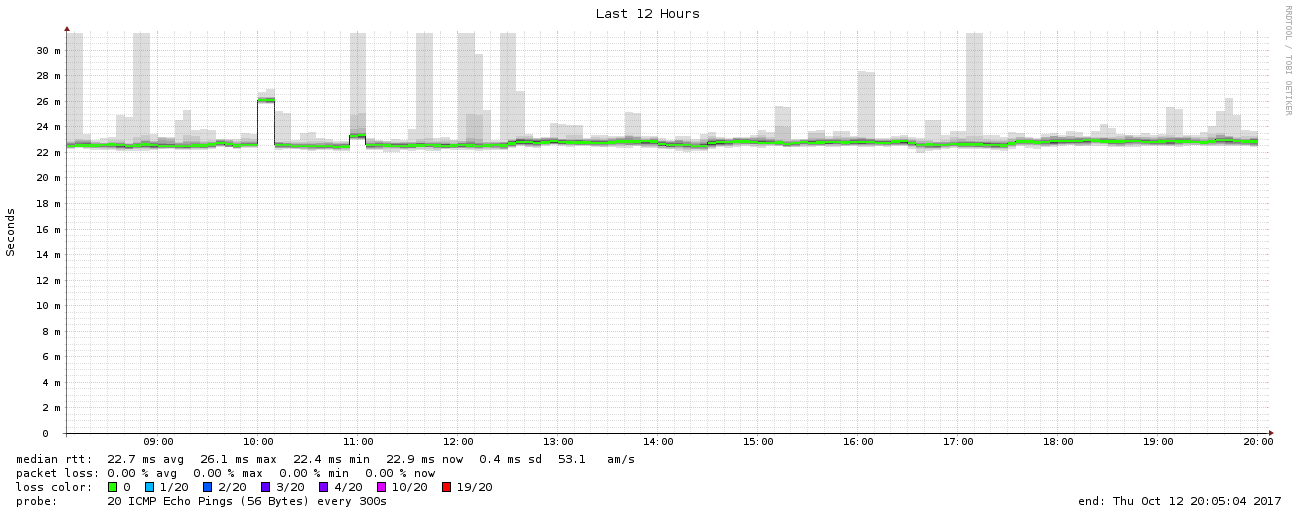 Last 12 Hours
RRDTOOL / TOBI OETIKER
Seconds
30 m
28 m
26 m
24 m
22 m
20 m
18 m
16 m
14 m
12 m
10 m
8 m
6 m
4 m
2 m
0
09:00 10:00 11:00 12:00 13:00 14:00 15:00 16:00 17:00 18:00 19:00 20:00
median rtt: 22.7 ms avg 26.1 ms max 22.4 ms min 22.9 ms now 0.4 ms sd 53.1 am/s
packet loss: 0.00 % avg 0.00 % max 0.00 % min 0.00 % now
loss color: 0 1/20 2/20 3/20 4/20 10/20 19/20
probe: 20 ICMP Echo Pings (56 Bytes) every 300s
end: Thu Oct 12 20:05:04 2017